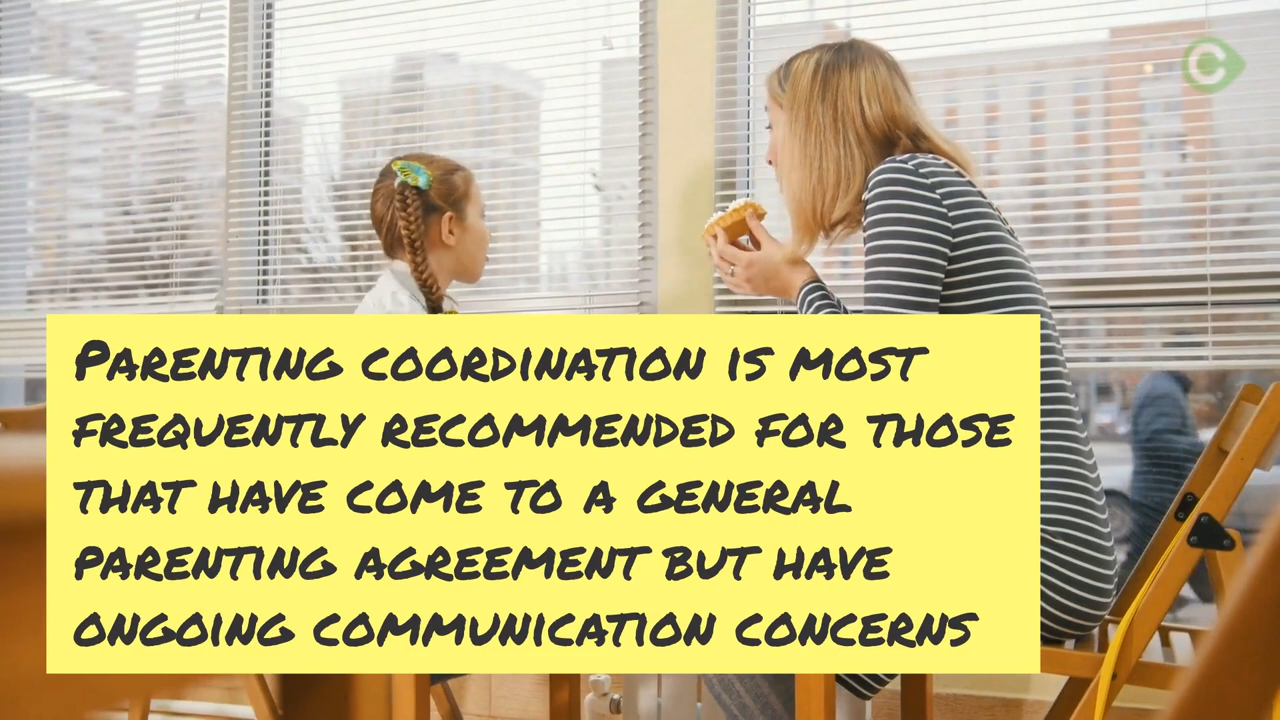 C
Parenting coordination is most
frequently recommended for those
that have come to a general
parenting agreement but have
ongoing communication concerns